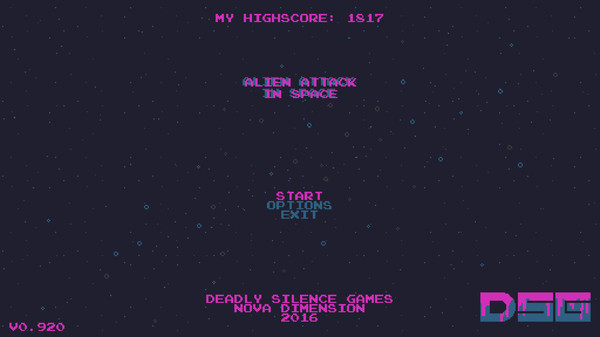 MY HIGHSCORE: 1817
ALIEN ATTACK
IN SPACE
START
OPTIONS
EXIT
DEADLY SILENCE GAMES
NOVA DIMENSION
2016
DSG
V0.920